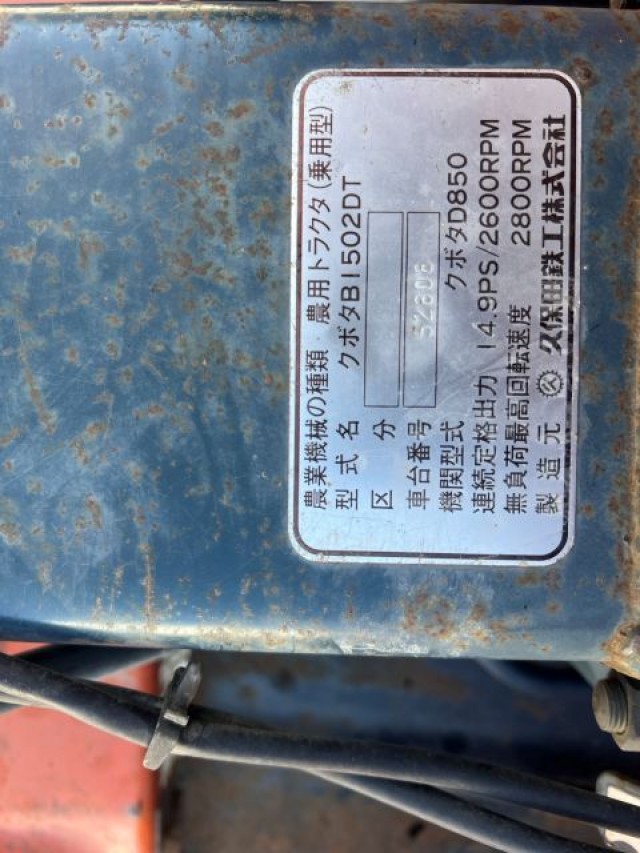 農業機械の種類 農用トラクタ(乗用型)
型式名 クボタB1502DT
区分
車台番号 52606
機関型式 クボタD850
連続定格出力 14.9PS/2600RPM
無負荷最高回転速度 2800RPM
製造元 久保田鉄工株式会社